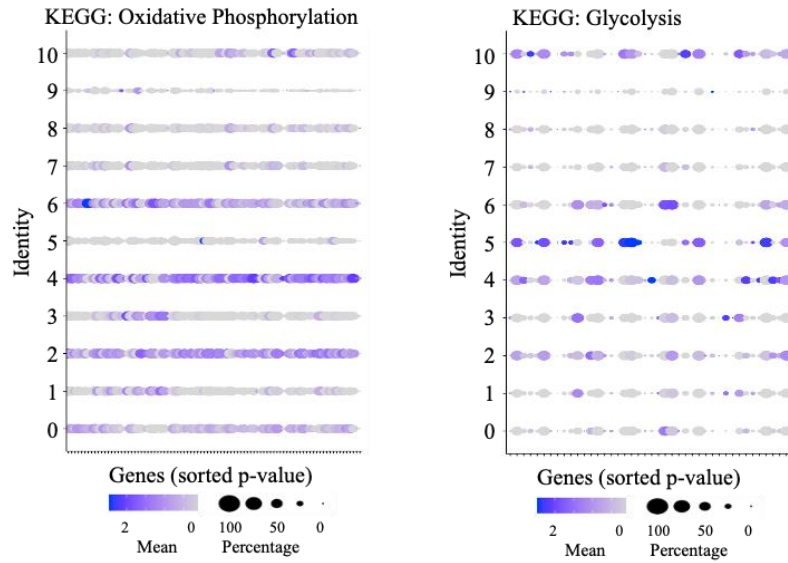 KEGG: Oxidative Phosphorylation
10
9
8
7
6
5
4
3
2
1
0
Identity
Genes (sorted p-value)
2 0
Mean
100 50 0
Percentage
KEGG: Glycolysis
10
9
8
7
6
5
4
3
2
1
0
Identity
Genes (sorted p-value)
2 0
Mean
100 50 0
Percentage